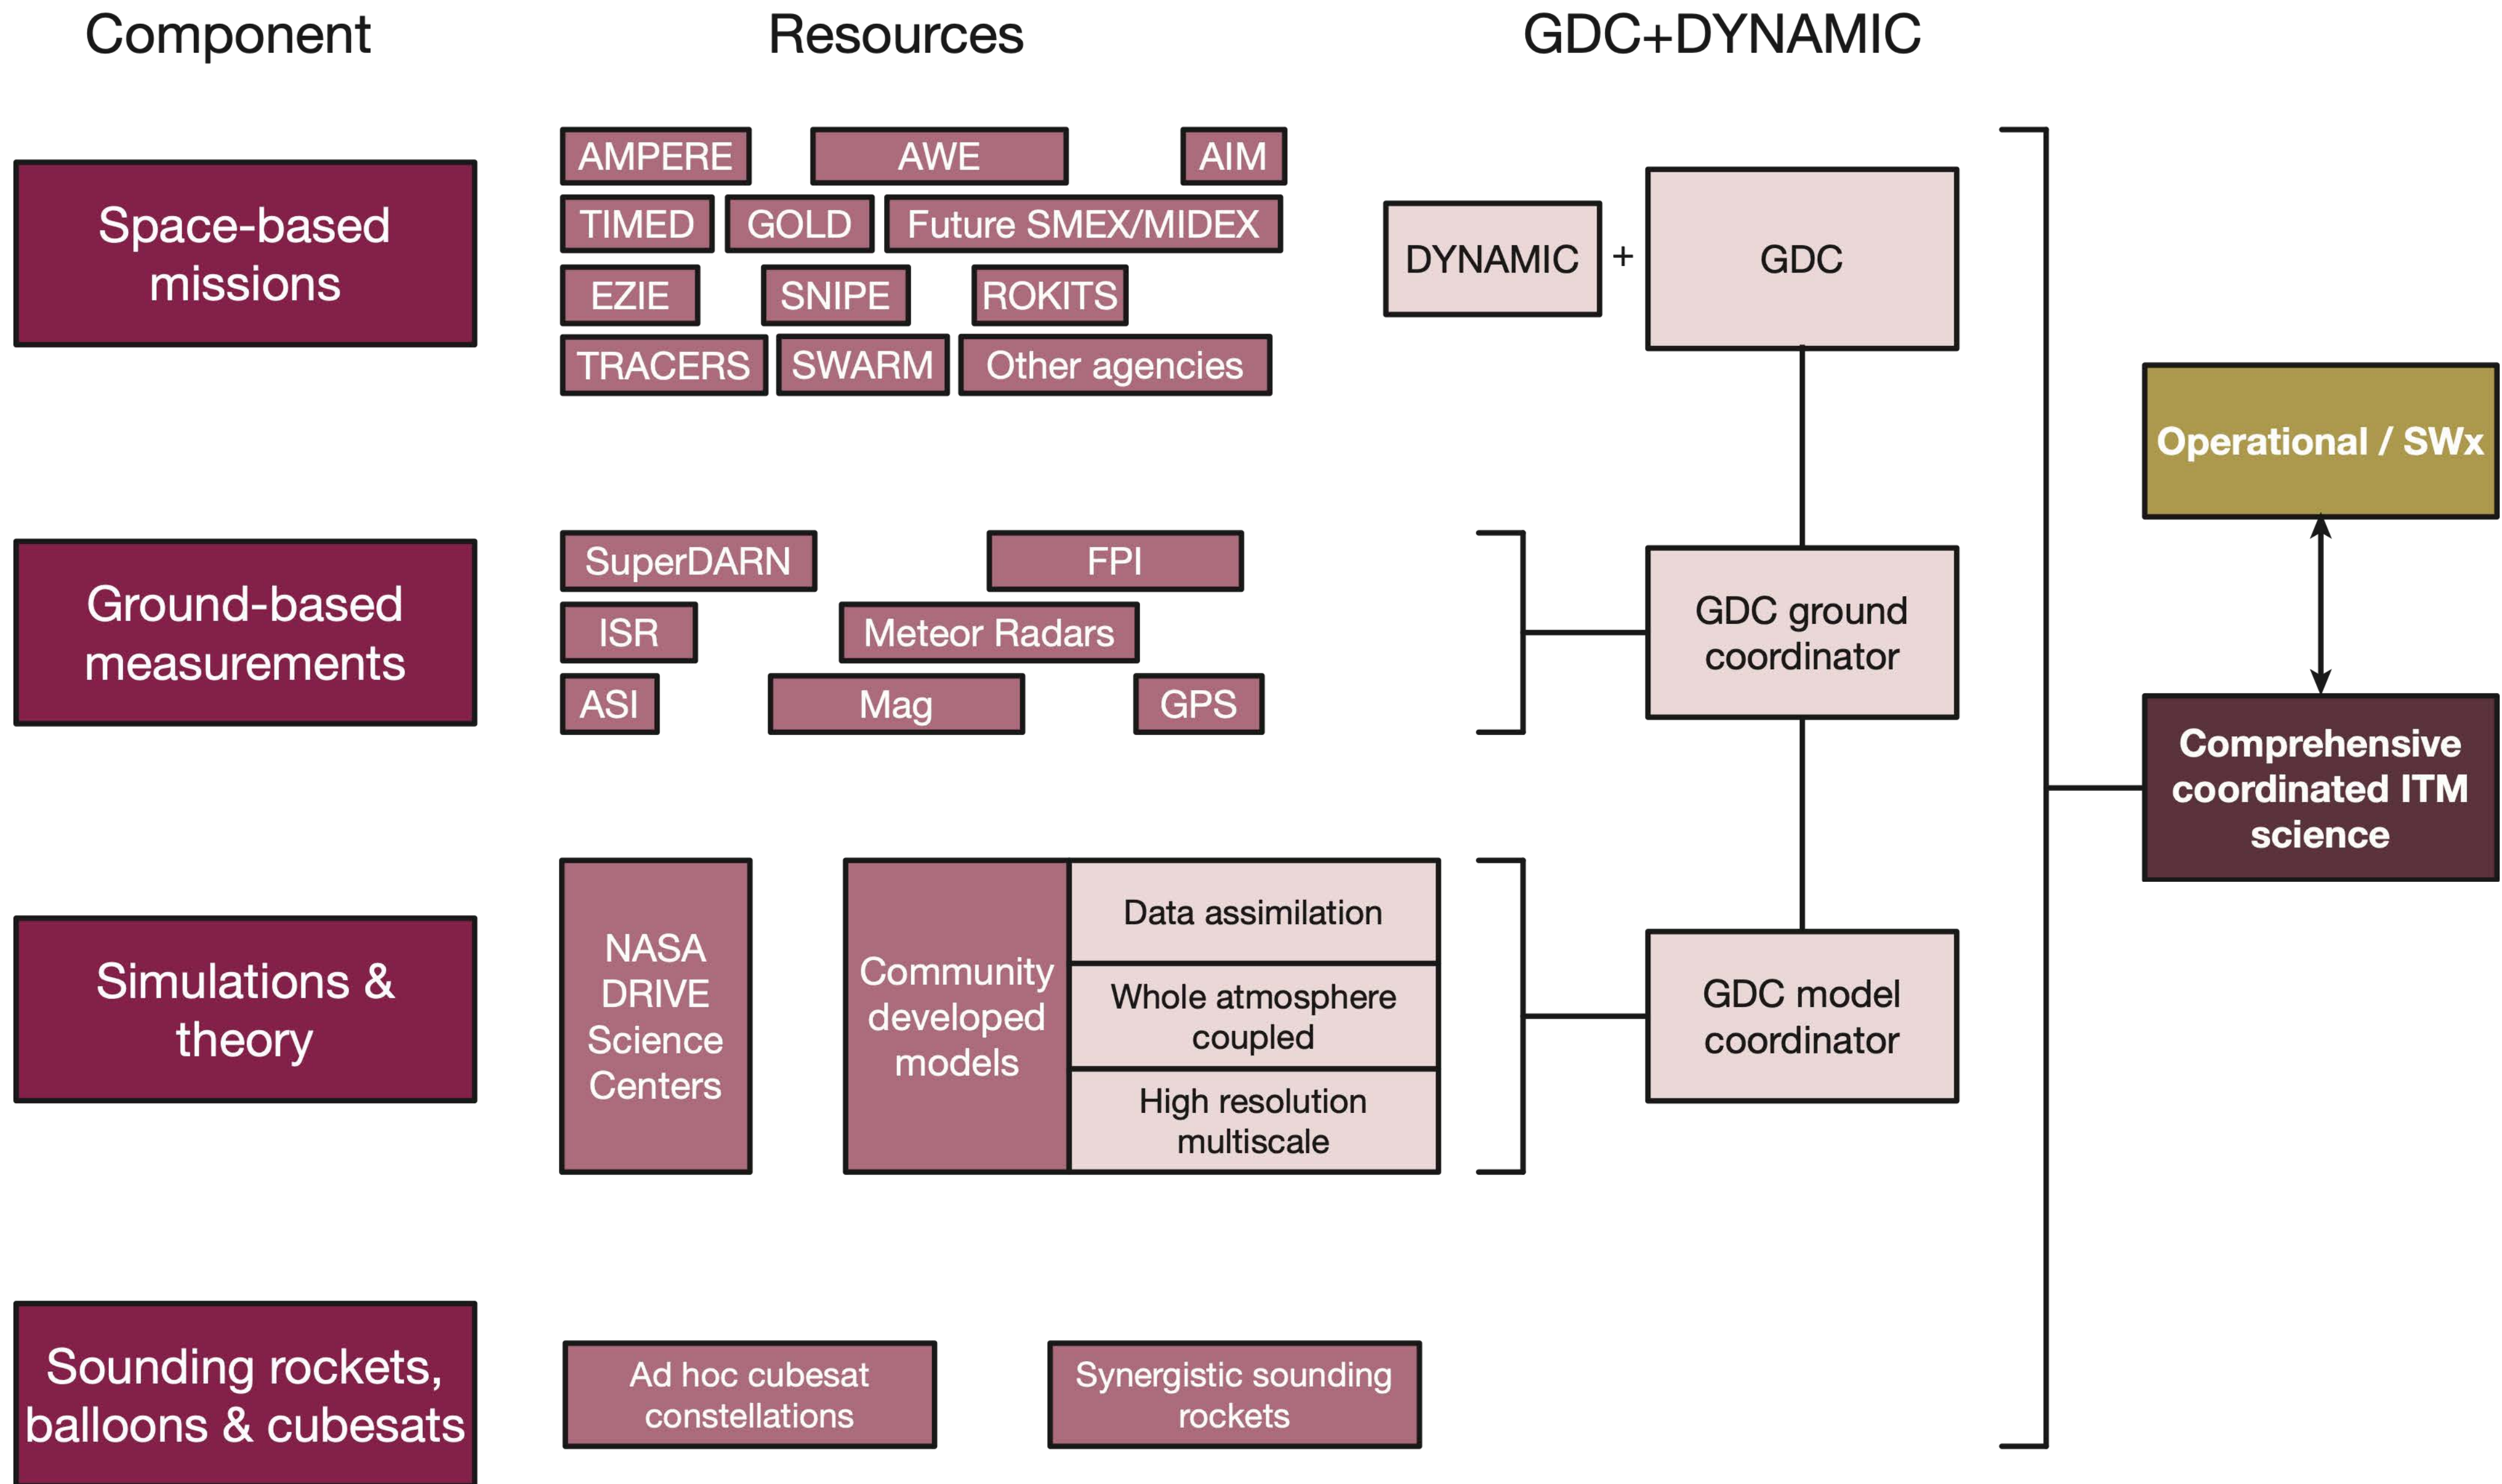 Component
Resources
GDC+DYNAMIC
Space-based
missions
AMPERE
AWE
AIM
TIMED
GOLD
Future SMEX/MIDEX
EZIE
SNIPE
ROKITS
TRACERS
SWARM
Other agencies
DYNAMIC
+
GDC
Operational / SWx
Ground-based
measurements
SuperDARN
FPI
ISR
Meteor Radars
ASI
Mag
GPS
GDC ground
coordinator
Comprehensive
coordinated ITM
science
Simulations &
theory
NASA
DRIVE
Science
Centers
Community
developed
models
Data assimilation
Whole atmosphere
coupled
High resolution
multiscale
GDC model
coordinator
Sounding rockets,
balloons & cubesats
Ad hoc cubesat
constellations
Synergistic sounding
rockets